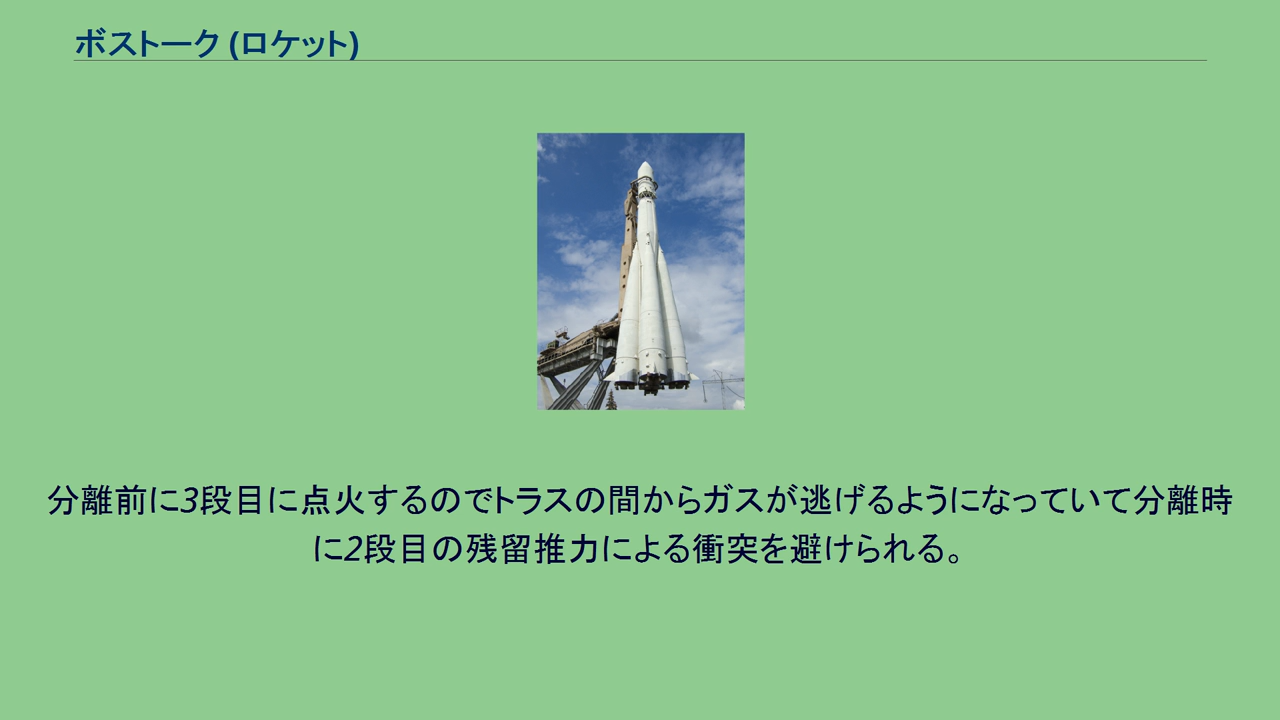 ボストーク (ロケット)
分離前に3段目に点火するのでトラスの間からガスが逃げるようになっていて分離時
に2段目の残留推力による衝突を避けられる。